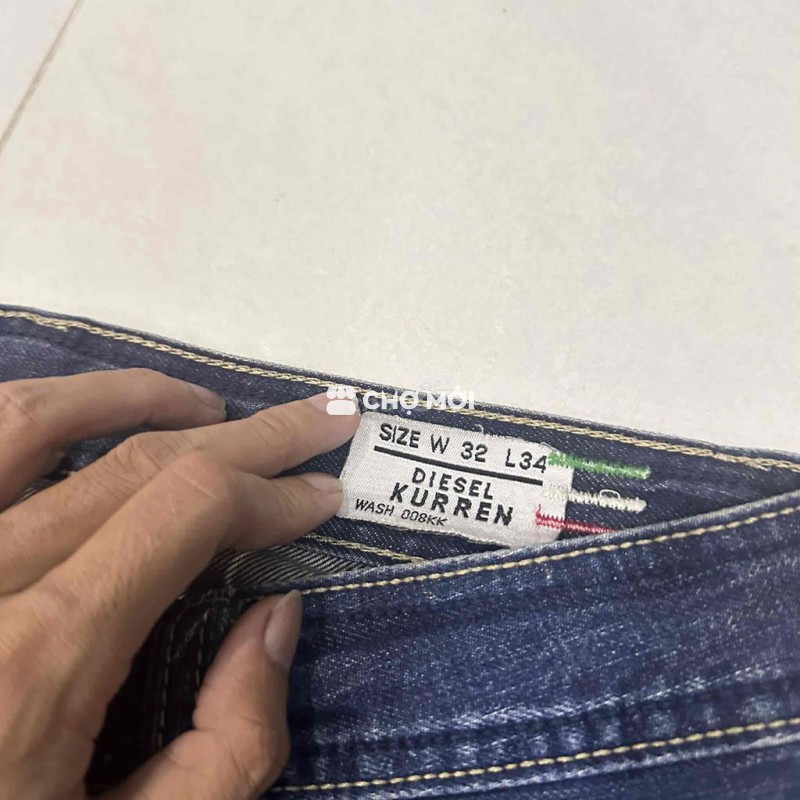 CHỢ MỚI
SIZE W 32 L34
DIESEL
KURREN
WASH 008KK